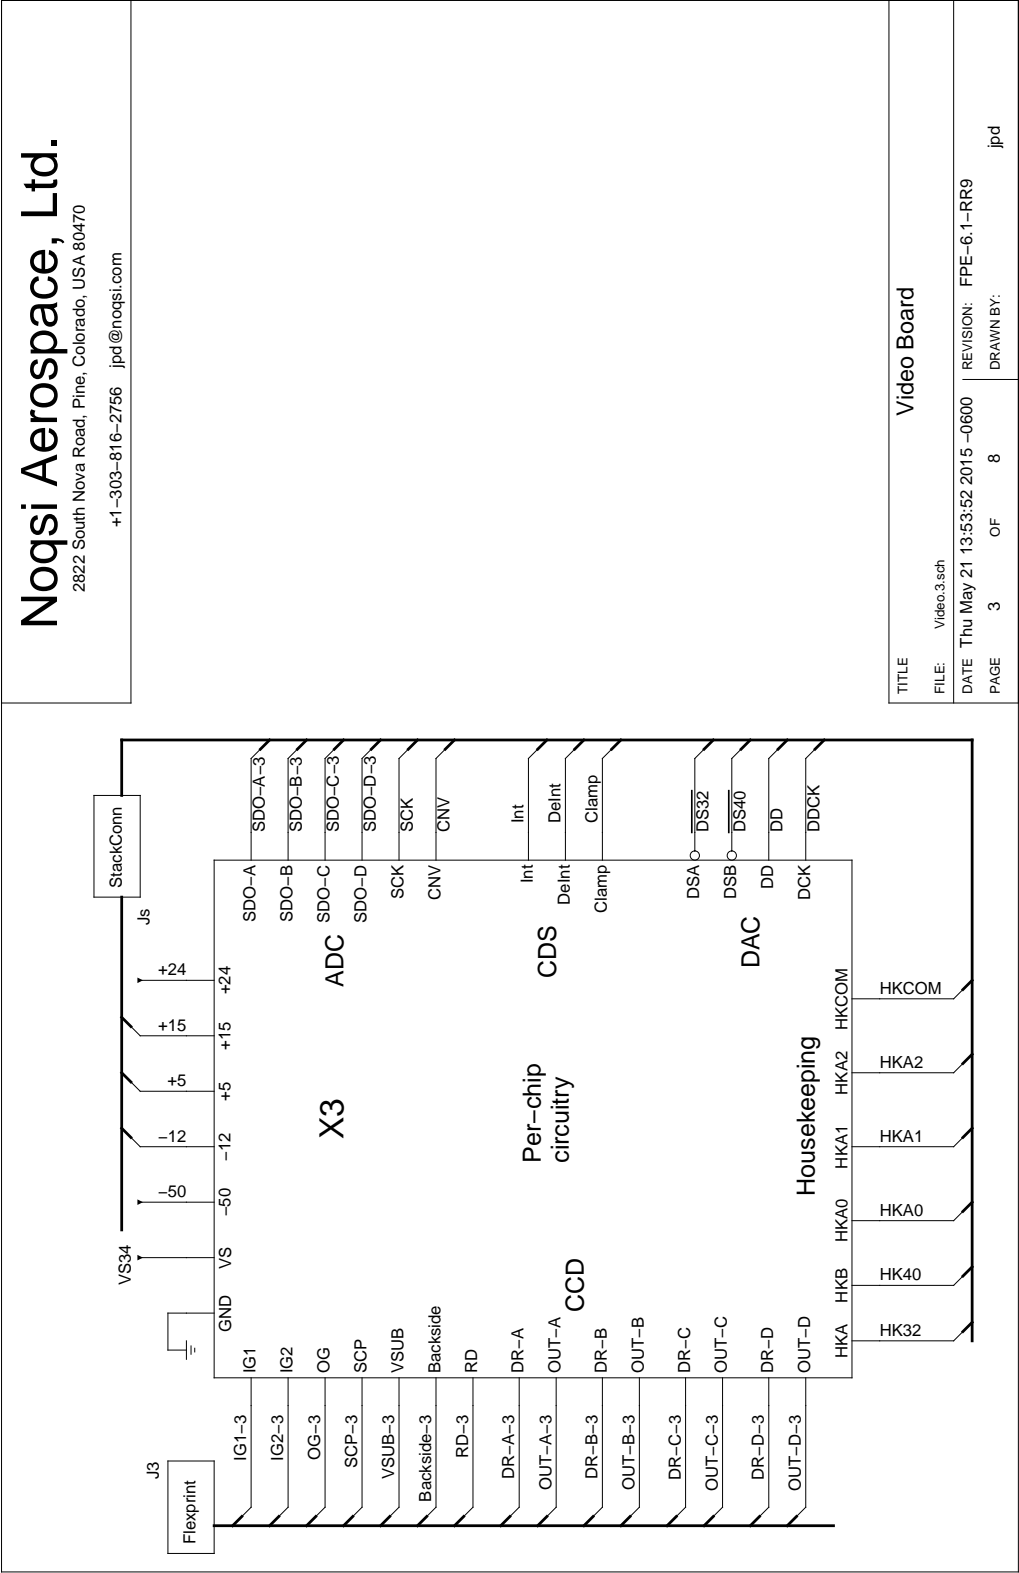 Noqsi Aerospace, Ltd.
2822 South Nova Road, Pine, Colorado, USA 80470
+1−303−816−2756 jpd@noqsi.com
J3
Flexprint
IG1−3
IG2−3
OG−3
SCP−3
VSUB−3
Backside−3
RD−3
DR−A−3
OUT−A−3
DR−B−3
OUT−B−3
DR−C−3
OUT−C−3
DR−D−3
OUT−D−3
IG1
IG2
OG
SCP
VSUB
Backside
RD
DR−A
OUT−A
DR−B
OUT−B
DR−C
OUT−C
DR−D
OUT−D
CCD
VS34
−50
−12
+5
+15
+24
GND
VS
−50
−12
+5
+15
+24
X3
Per−chip
circuitry
StackConn
Js
ADC
SDO−A
SDO−B
SDO−C
SDO−D
SCK
CNV
SDO−A−3
SDO−B−3
SDO−C−3
SDO−D−3
SCK
CNV
CDS
Int
DeInt
Clamp
Int
DeInt
Clamp
DAC
DSA
DSB
DD
DCK
DS32
DS40
DD
DDCK
Housekeeping
HKA
HKB
HKA0
HKA1
HKA2
HKCOM
HK32
HK40
HKA0
HKA1
HKA2
HKCOM
TITLE
Video Board
FILE: Video.3.sch
DATE Thu May 21 13:53:52 2015 −0600
REVISION: FPE−6.1−RR9
PAGE 3 OF 8
DRAWN BY: jpd